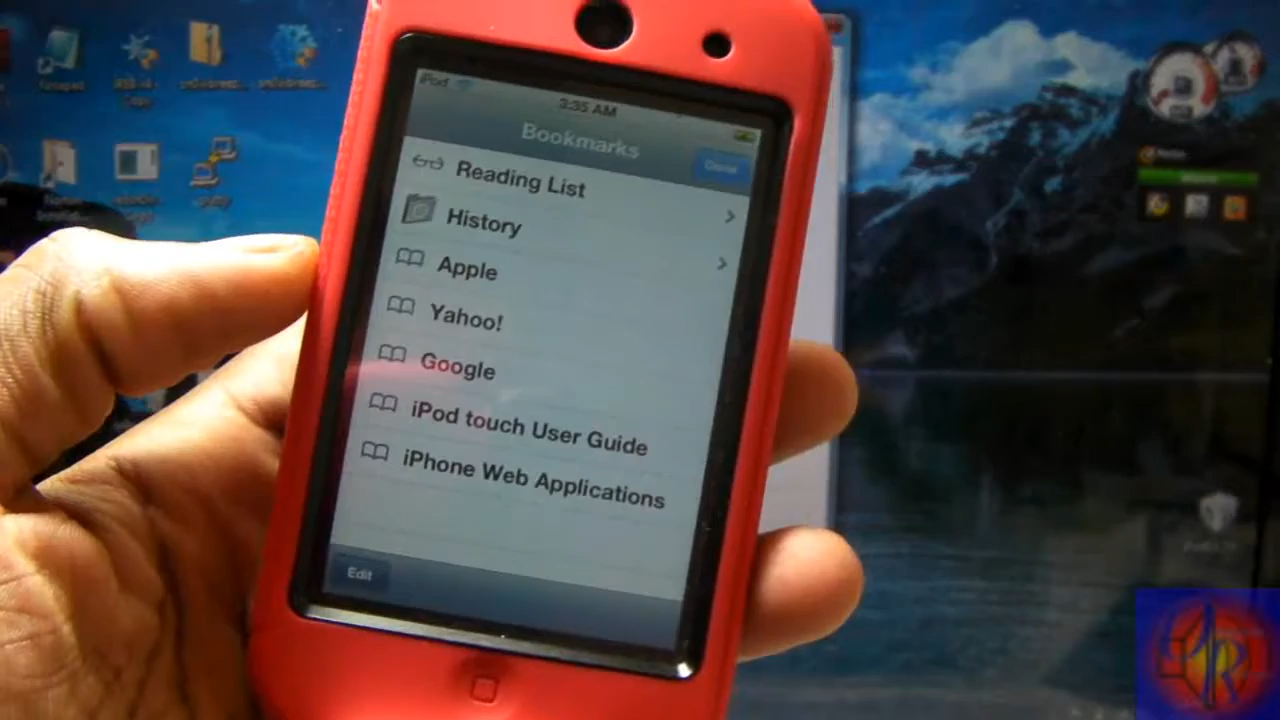 iPod
3:35 AM
Bookmarks
Done
Reading List
History
Apple
Yahoo!
Google
iPod touch User Guide
iPhone Web Applications
Edit